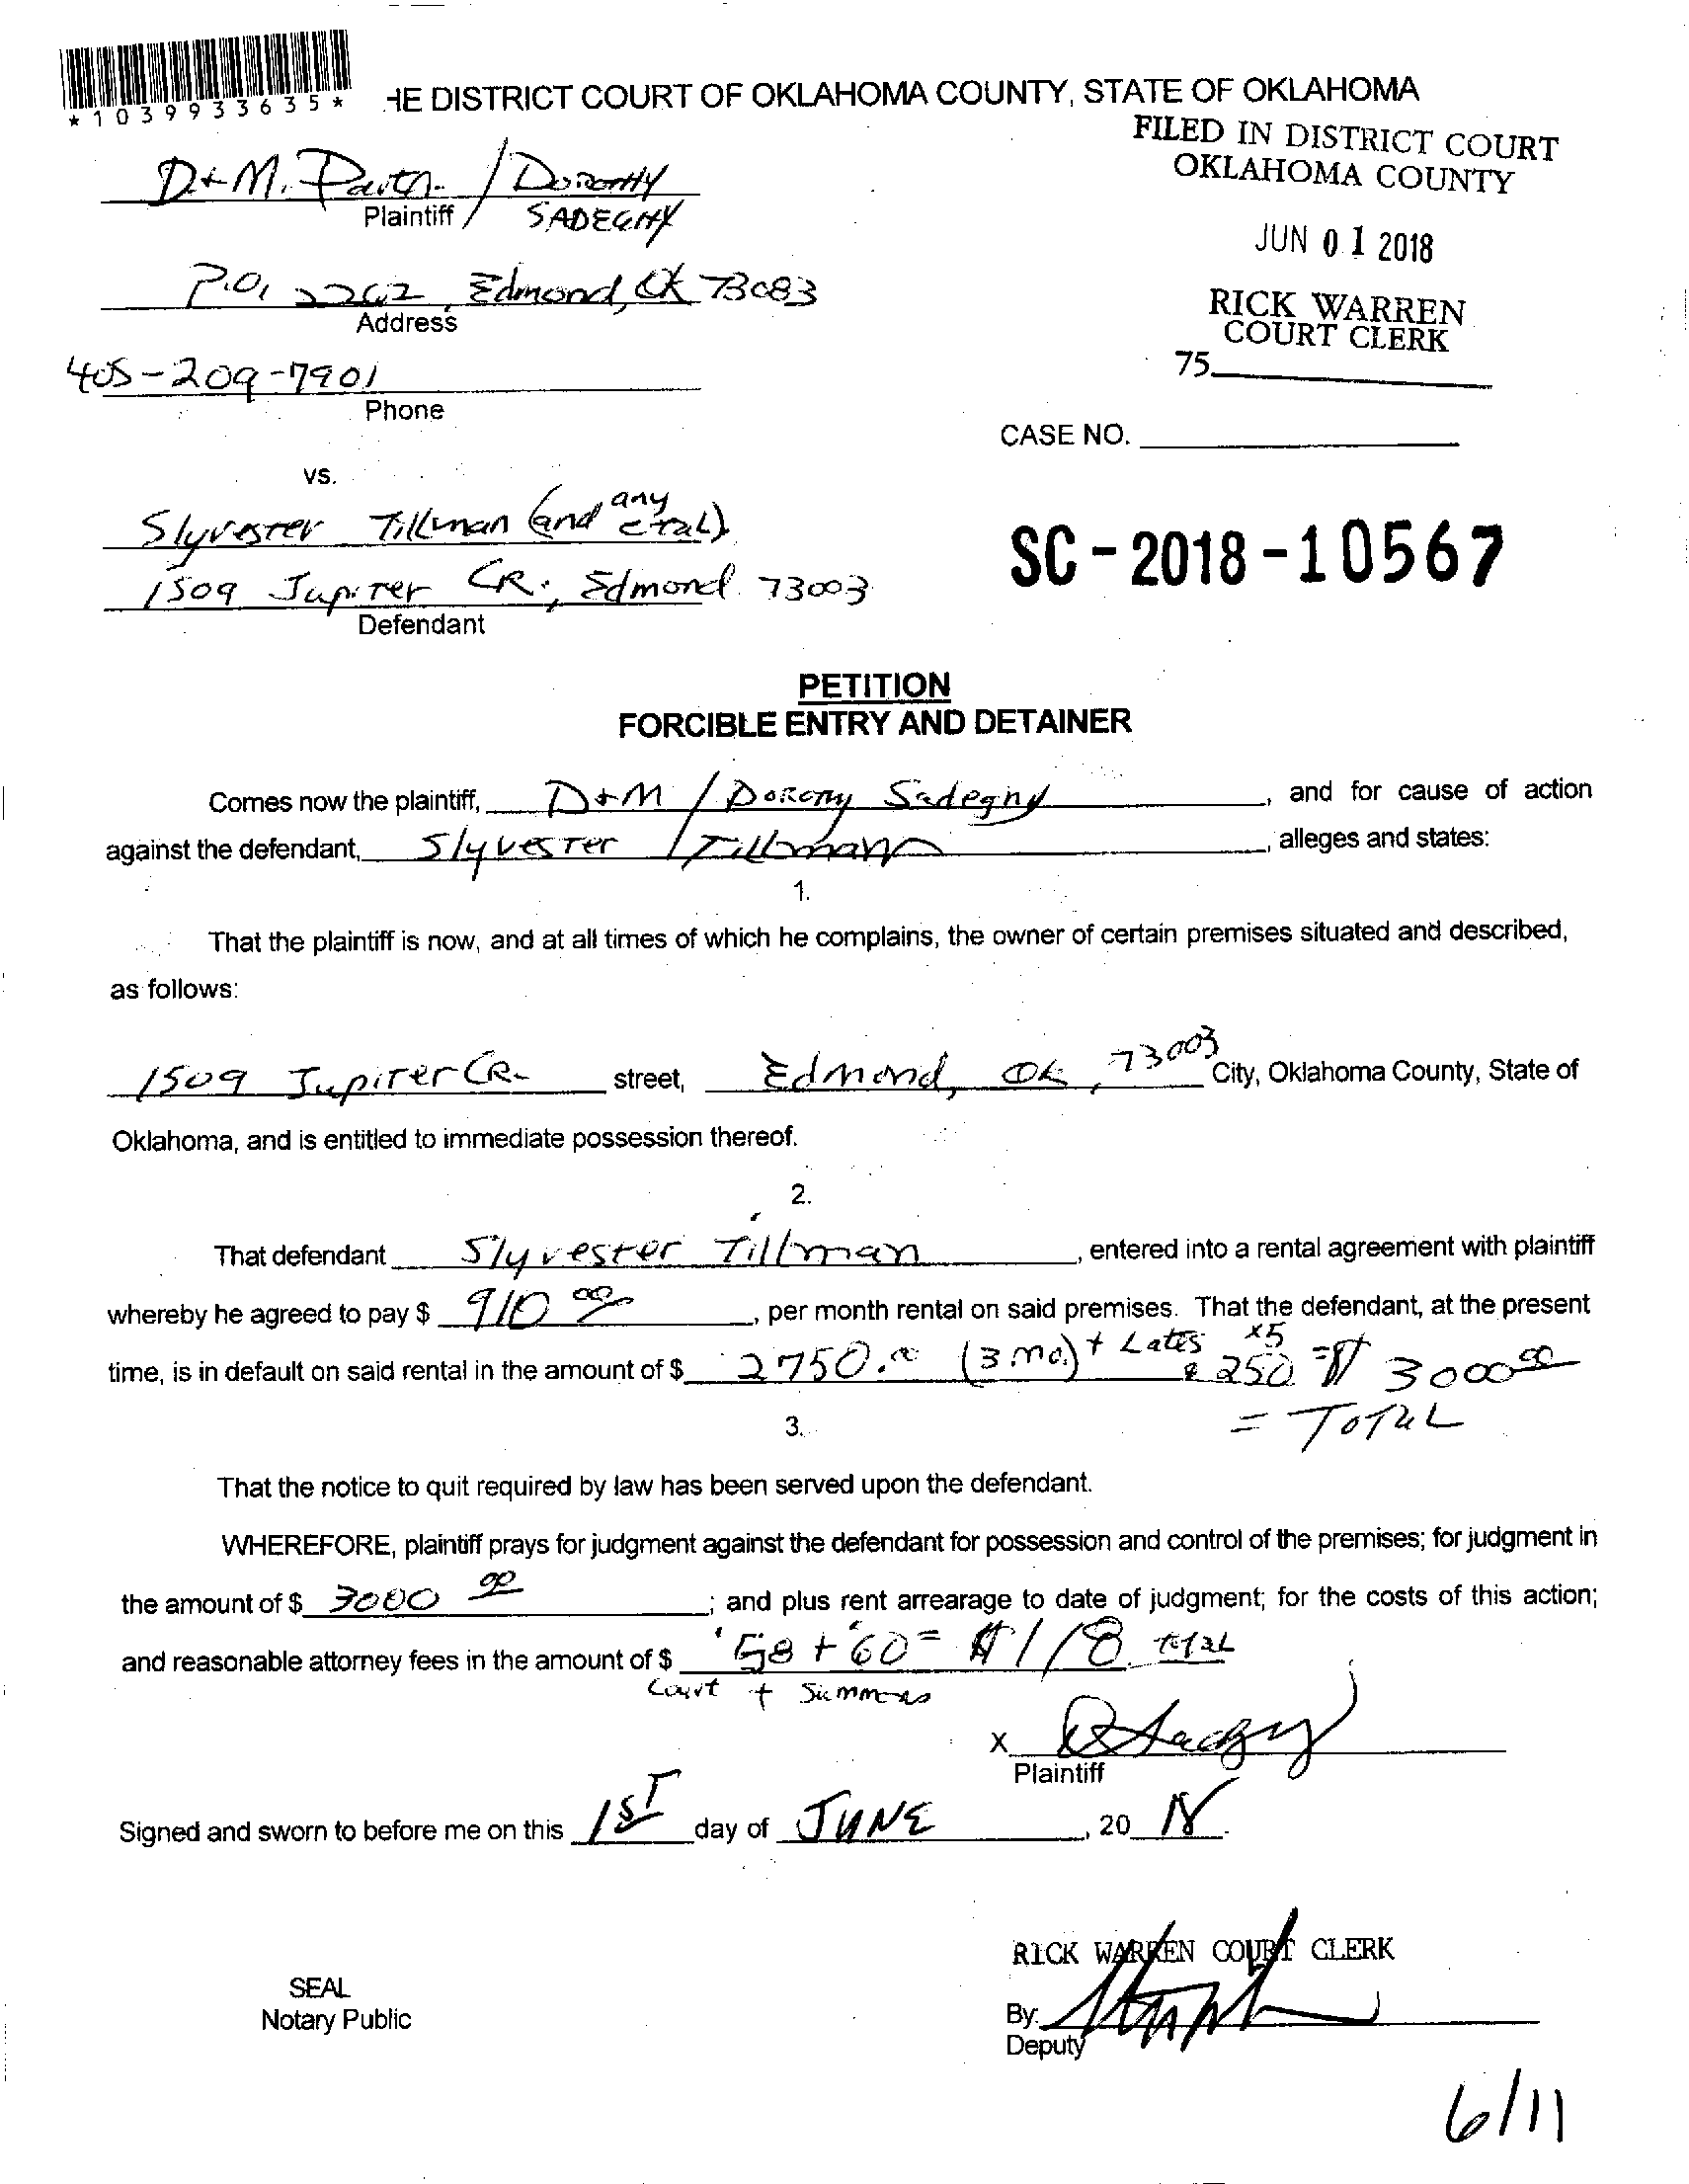 *1039933635*
HE DISTRICT COURT OF OKLAHOMA COUNTY, STATE OF OKLAHOMA
FILED IN DISTRICT COURT
OKLAHOMA COUNTY
JUN 01 2018
RICK WARREN
COURT CLERK
75
D+M. / Dorothy
Plaintiff SADEGHY
P.O. 2262, Edmond, OK 73083
Address
405-209-7901
Phone
CASE NO.
vs.
Slyvester Tillman (and any etal)
SC-2018-10567
1509 Jupiter CR., Edmond 73003
Defendant
PETITION
FORCIBLE ENTRY AND DETAINER
Comes now the plaintiff, D+M / Dorothy Sadeghy, and for cause of action
against the defendant, Slyvester / Tillman, alleges and states:
1.
That the plaintiff is now, and at all times of which he complains, the owner of certain premises situated and described,
as follows:
1509 Jupiter CR. street, Edmond, OK, 73003 City, Oklahoma County, State of
Oklahoma, and is entitled to immediate possession thereof.
2.
That defendant Slyvester Tillman, entered into a rental agreement with plaintiff
whereby he agreed to pay $ 910 00, per month rental on said premises. That the defendant, at the present
time, is in default on said rental in the amount of $ 2750.00 (3 mo.) + Lates x5 250 = $ 3000 00
= TOTAL
3.
That the notice to quit required by law has been served upon the defendant.
WHEREFORE, plaintiff prays for judgment against the defendant for possession and control of the premises; for judgment in
the amount of $ 3000 00; and plus rent arrearage to date of judgment; for the costs of this action;
and reasonable attorney fees in the amount of $ 58 + 60 = $118. total
Court + Summons
X
Plaintiff
Signed and sworn to before me on this 1ST day of JUNE, 20 18.
RICK WARREN COURT CLERK
SEAL
Notary Public
By:
Deputy
6/11